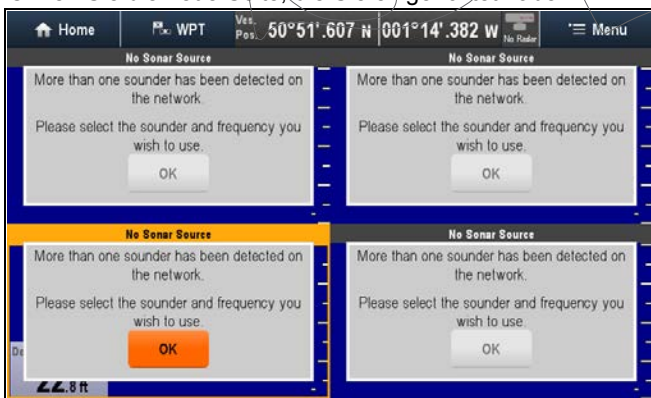 Home WPT Ves. Pos. 50°51'.607 N 001°14'.382 W No Radar Menu
No Sonar Source
More than one sounder has been detected on
the network.
Please select the sounder and frequency you
wish to use.
OK
No Sonar Source
More than one sounder has been detected on
the network.
Please select the sounder and frequency you
wish to use.
OK
No Sonar Source
More than one sounder has been detected on
the network.
Please select the sounder and frequency you
wish to use.
OK
22.8 ft
No Sonar Source
More than one sounder has been detected on
the network.
Please select the sounder and frequency you
wish to use.
OK